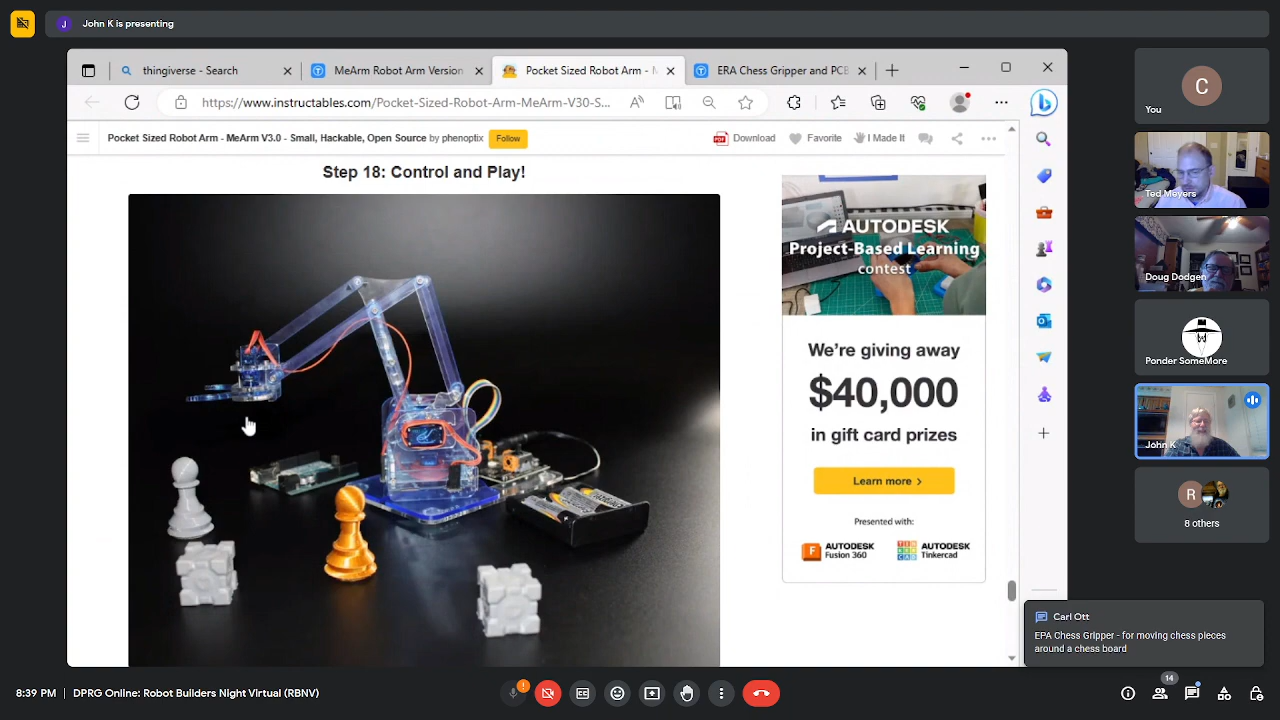 J
John K is presenting
thingiverse - Search
MeArm Robot Arm Version
Pocket Sized Robot Arm - M
ERA Chess Gripper and PCB
https://www.instructables.com/Pocket-Sized-Robot-Arm-MeArm-V30-S...
Pocket Sized Robot Arm - MeArm V3.0 - Small, Hackable, Open Source by phenoptix
Follow
Download
Favorite
I Made It
Step 18: Control and Play!
AUTODESK
Project-Based Learning
contest
We're giving away
$40,000
in gift card prizes
Learn more >
Presented with:
AUTODESK
Fusion 360
AUTODESK
Tinkercad
C
You
Ted Meyers
Doug Dodgen
Ponder SomeMore
John K
R
8 others
Carl Ott
EPA Chess Gripper - for moving chess pieces
around a chess board
8:39 PM | DPRG Online: Robot Builders Night Virtual (RBNV)
14